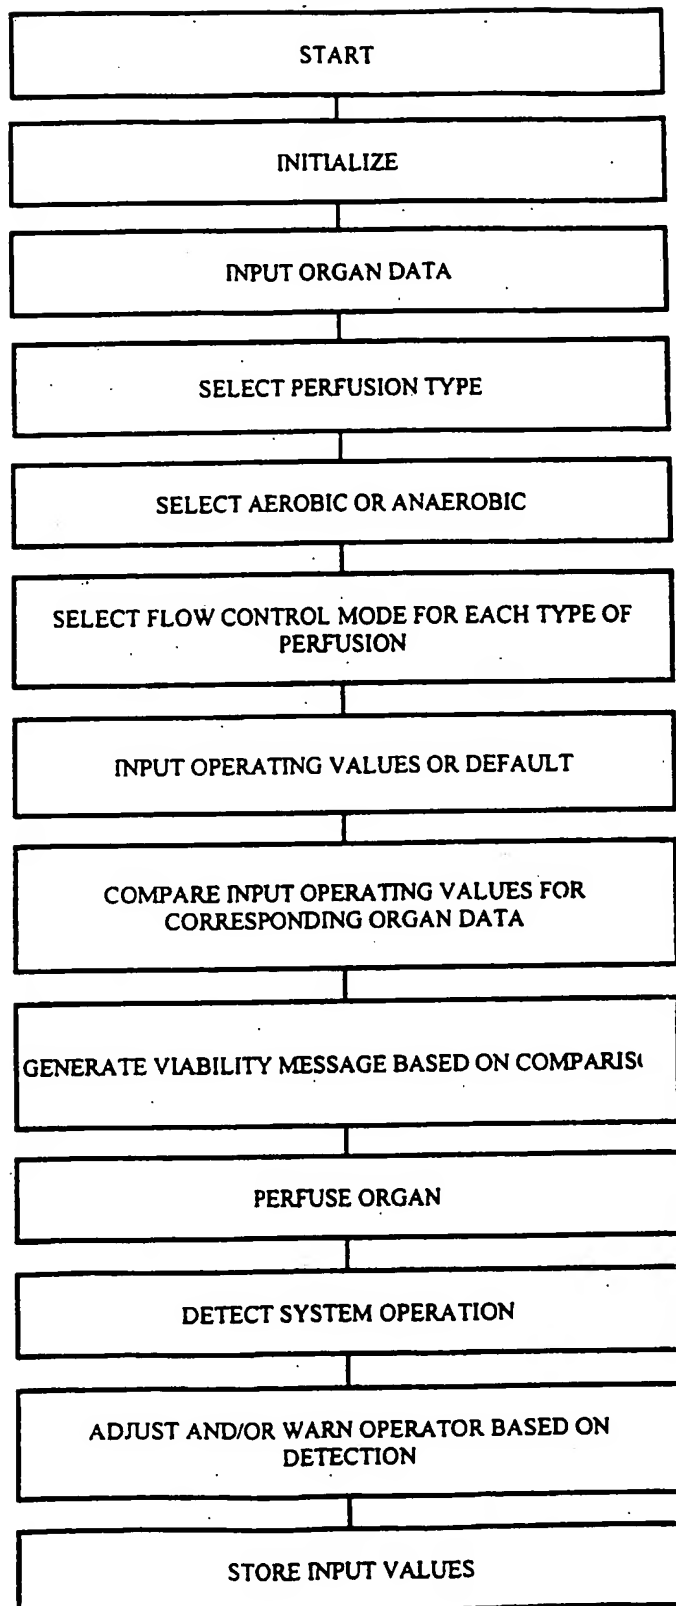 START
INITIALIZE
INPUT ORGAN DATA
SELECT PERFUSION TYPE
SELECT AEROBIC OR ANAEROBIC
SELECT FLOW CONTROL MODE FOR EACH TYPE OF
PERFUSION
INPUT OPERATING VALUES OR DEFAULT
COMPARE INPUT OPERATING VALUES FOR
CORRESPONDING ORGAN DATA
GENERATE VIABILITY MESSAGE BASED ON
PERFUSE ORGAN
DETECT SYSTEM OPERATION
ADJUST AND/OR WARN OPERATOR BASED ON
DETECTION
STORE INPUT VALUES